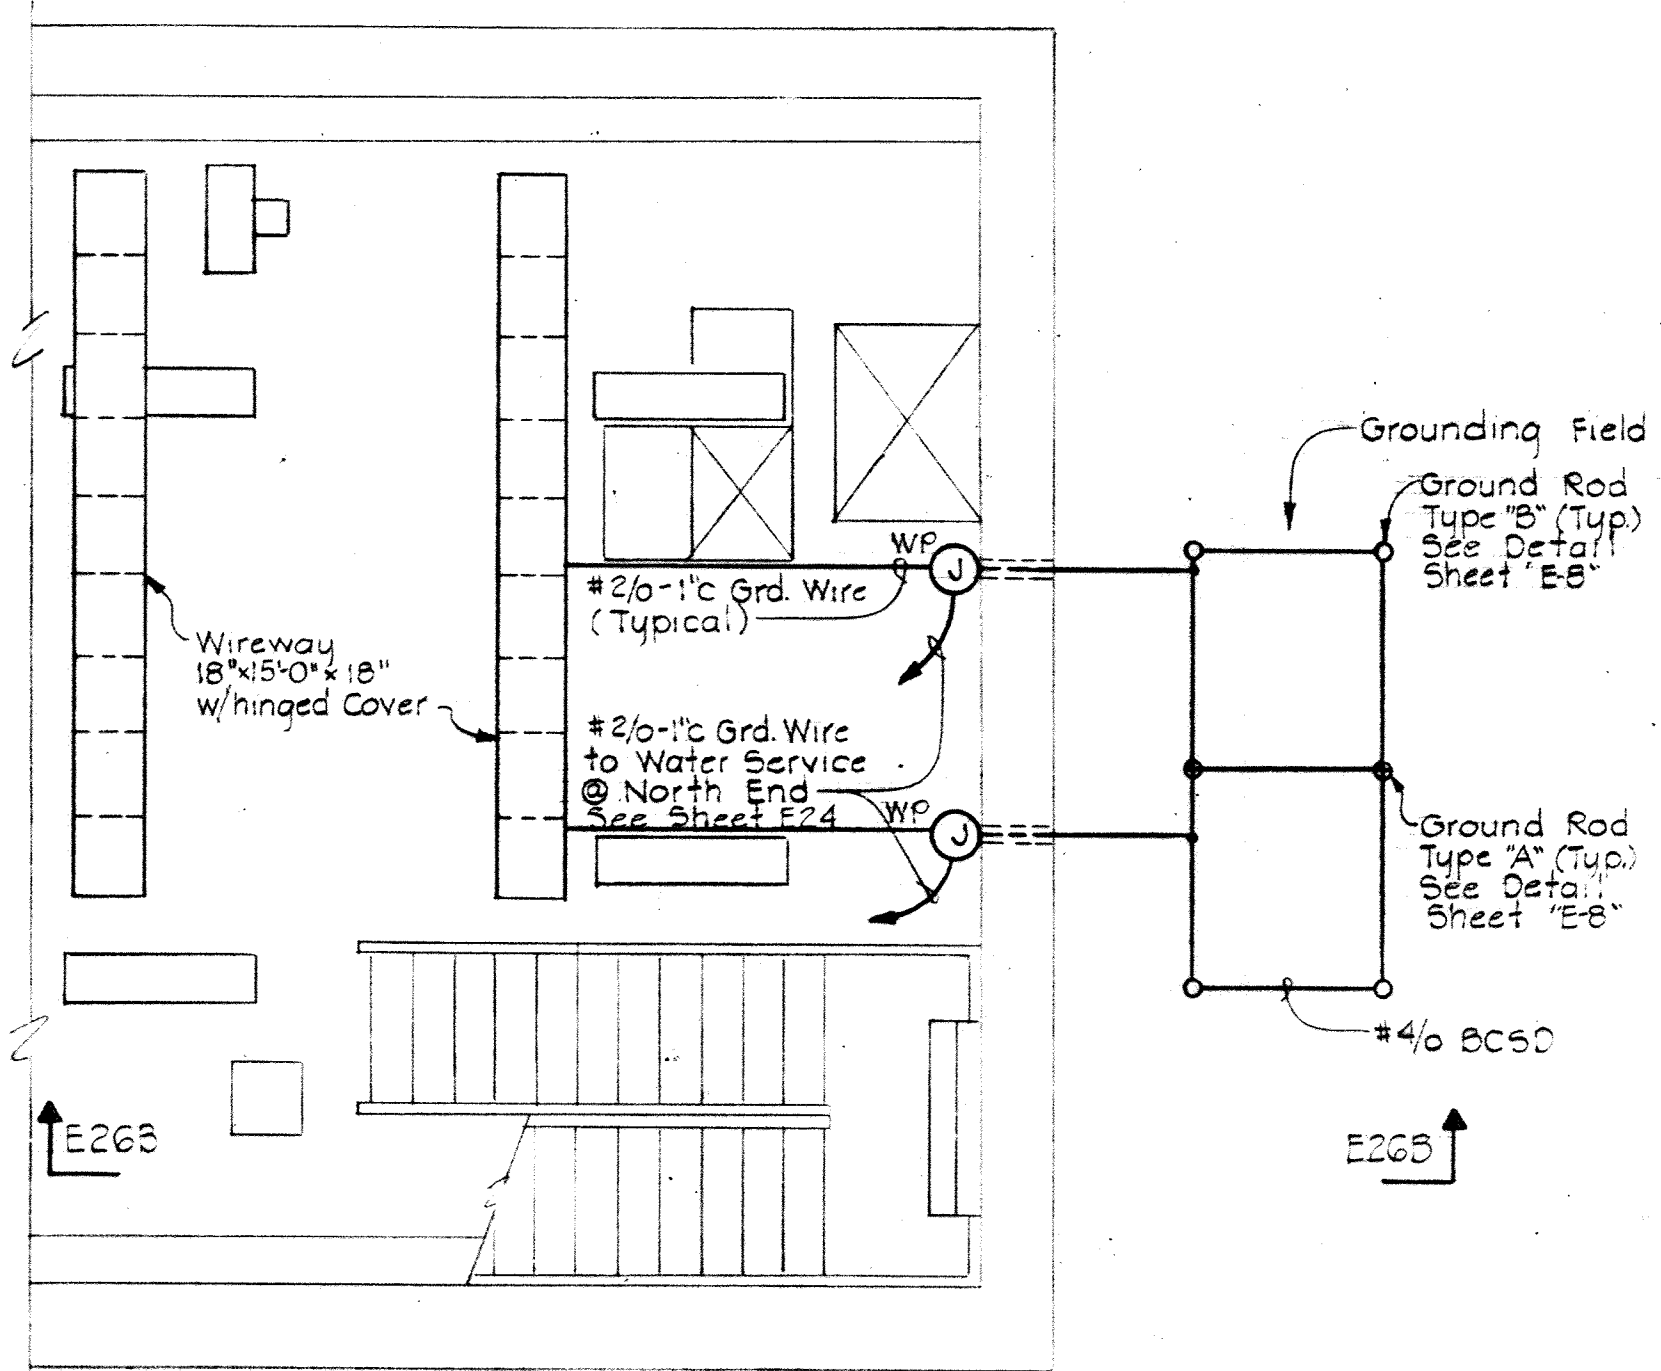 Grounding Field
Ground Rod
Type "B" (Typ.)
See Detail
Sheet "E-8"
WP
J
#2/0-1"c Grd. Wire
(Typical)
Wireway
18"x15'-0"x18"
w/hinged Cover
#2/0-1"c Grd. Wire
to Water Service
@ North End
See Sheet E24
WP
J
Ground Rod
Type "A" (Typ.)
See Detail
Sheet "E-8"
#4/0 BCSD
E26B
E26B